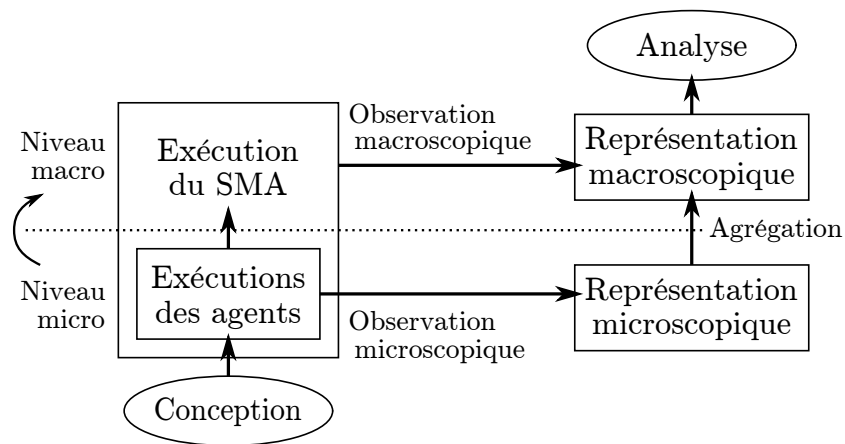 Analyse
Observation
macroscopique
Niveau
macro
Exécution
du SMA
Représentation
macroscopique
Agrégation
Niveau
micro
Exécutions
des agents
Représentation
microscopique
Observation
microscopique
Conception